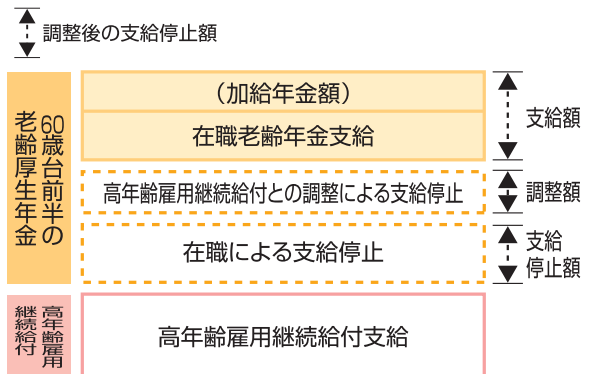 調整後の支給停止額
60歳台前半の
老齢厚生年金
（加給年金額）
在職老齢年金支給
支給額
高年齢雇用継続給付との調整による支給停止
調整額
在職による支給停止
支給
停止額
高年齢雇用
継続給付
高年齢雇用継続給付支給